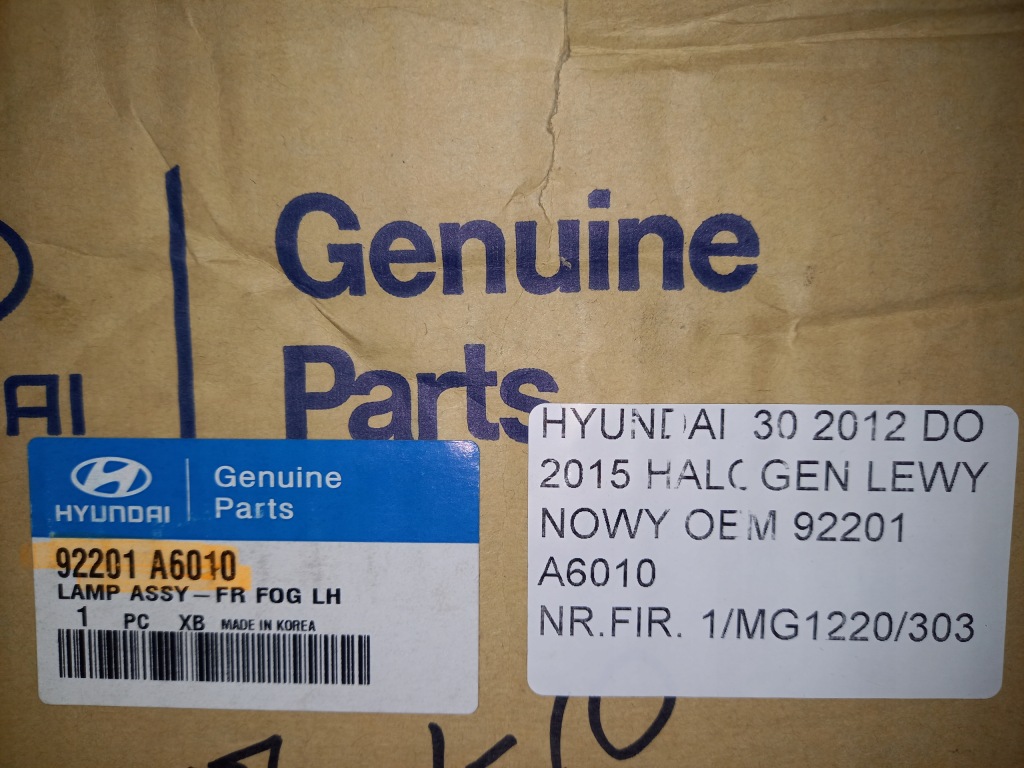 Genuine
Parts
AI
HYUNDAI
Genuine
Parts
92201 A6010
LAMP ASSY-FR FOG LH
1 PC XB MADE IN KOREA
HYUNDAI 30 2012 DO
2015 HALOGEN LEWY
NOWY OEM 92201
A6010
NR.FIR. 1/MG1220/303